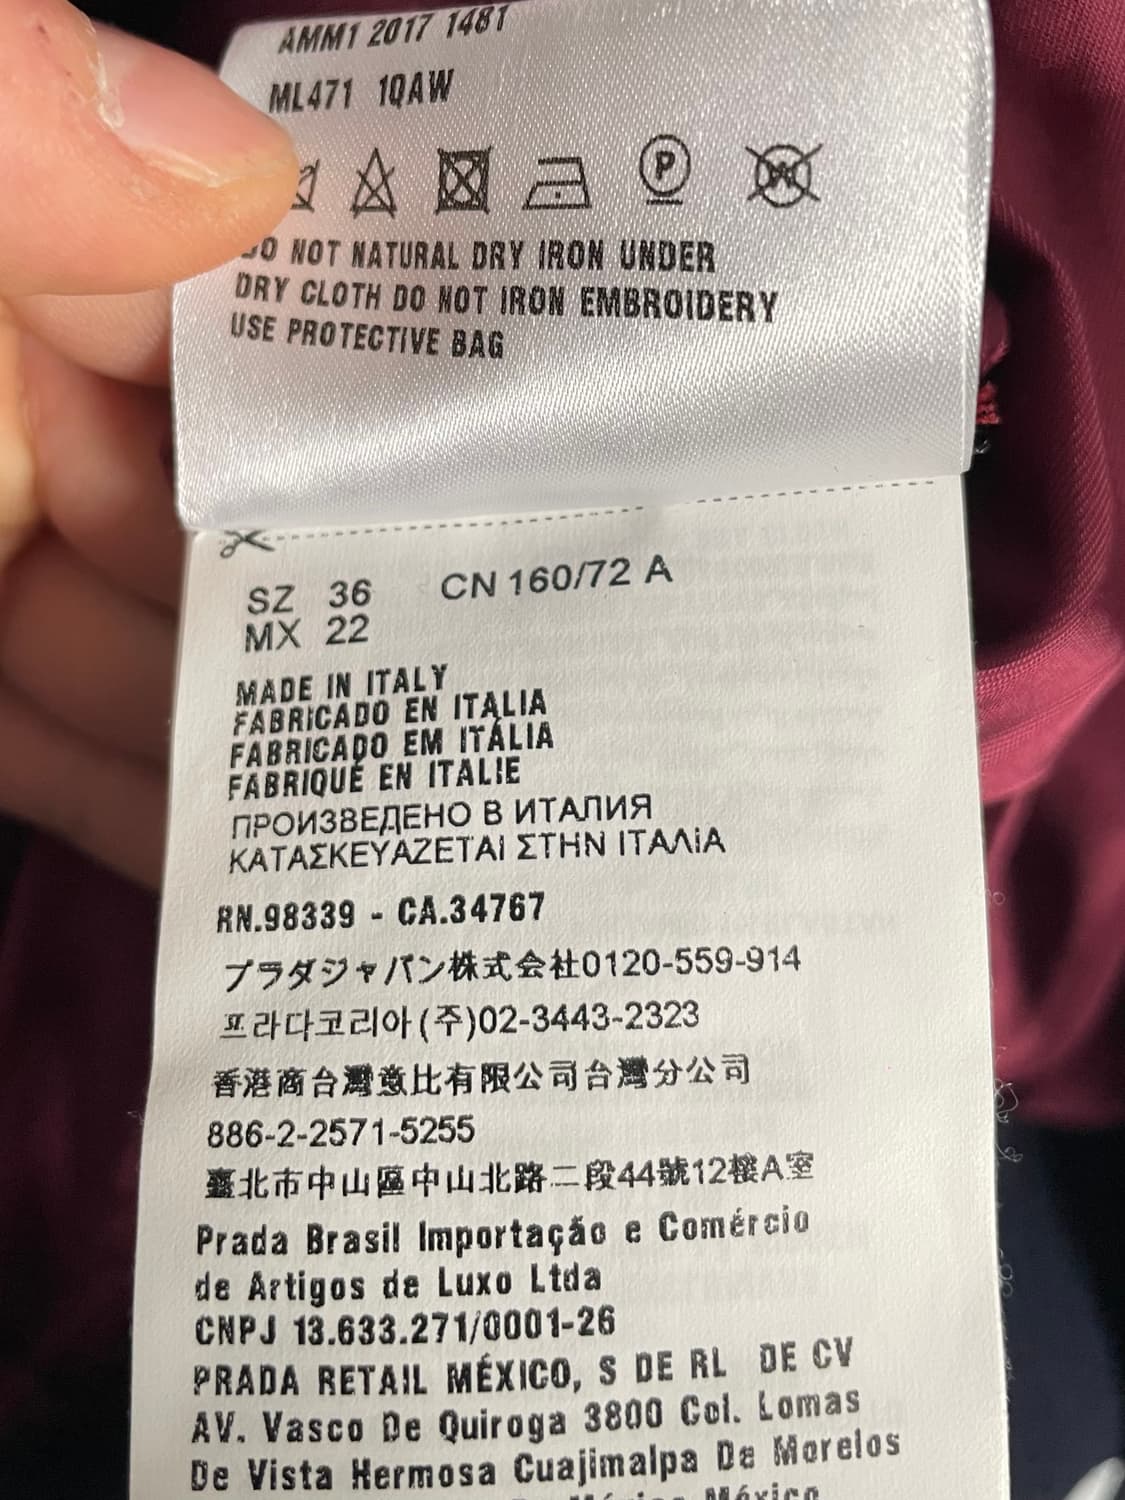 AMM1 2017 1481
ML471 1QAW
P
W
DO NOT NATURAL DRY IRON UNDER
DRY CLOTH DO NOT IRON EMBROIDERY
USE PROTECTIVE BAG
SZ 36 CN 160/72 A
MX 22
MADE IN ITALY
FABRICADO EN ITALIA
FABRICADO EM ITÁLIA
FABRIQUÉ EN ITALIE
ПРОИЗВЕДЕНО В ИТАЛИЯ
ΚΑΤΑΣΚΕΥΑΖΕΤΑΙ ΣΤΗΝ ΙΤΑΛΙΑ
RN.98339 - CA.34767
プラダジャパン株式会社0120-559-914
프라다코리아(주)02-3443-2323
香港商台灣意比有限公司台灣分公司
886-2-2571-5255
臺北市中山區中山北路二段44號12樓A室
Prada Brasil Importação e Comércio
de Artigos de Luxo Ltda
CNPJ 13.633.271/0001-26
PRADA RETAIL MÉXICO, S DE RL DE CV
AV. Vasco De Quiroga 3800 Col. Lomas
De Vista Hermosa Cuajimalpa De Morelos
México